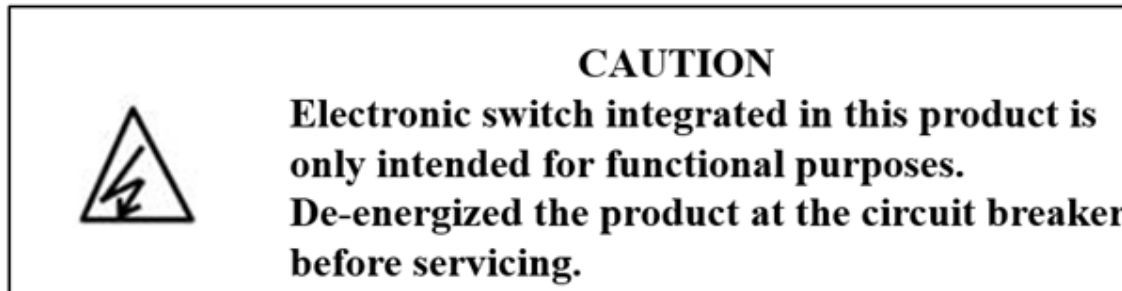 CAUTION
Electronic switch integrated in this product is
only intended for functional purposes.
De-energized the product at the circuit breaker
before servicing.